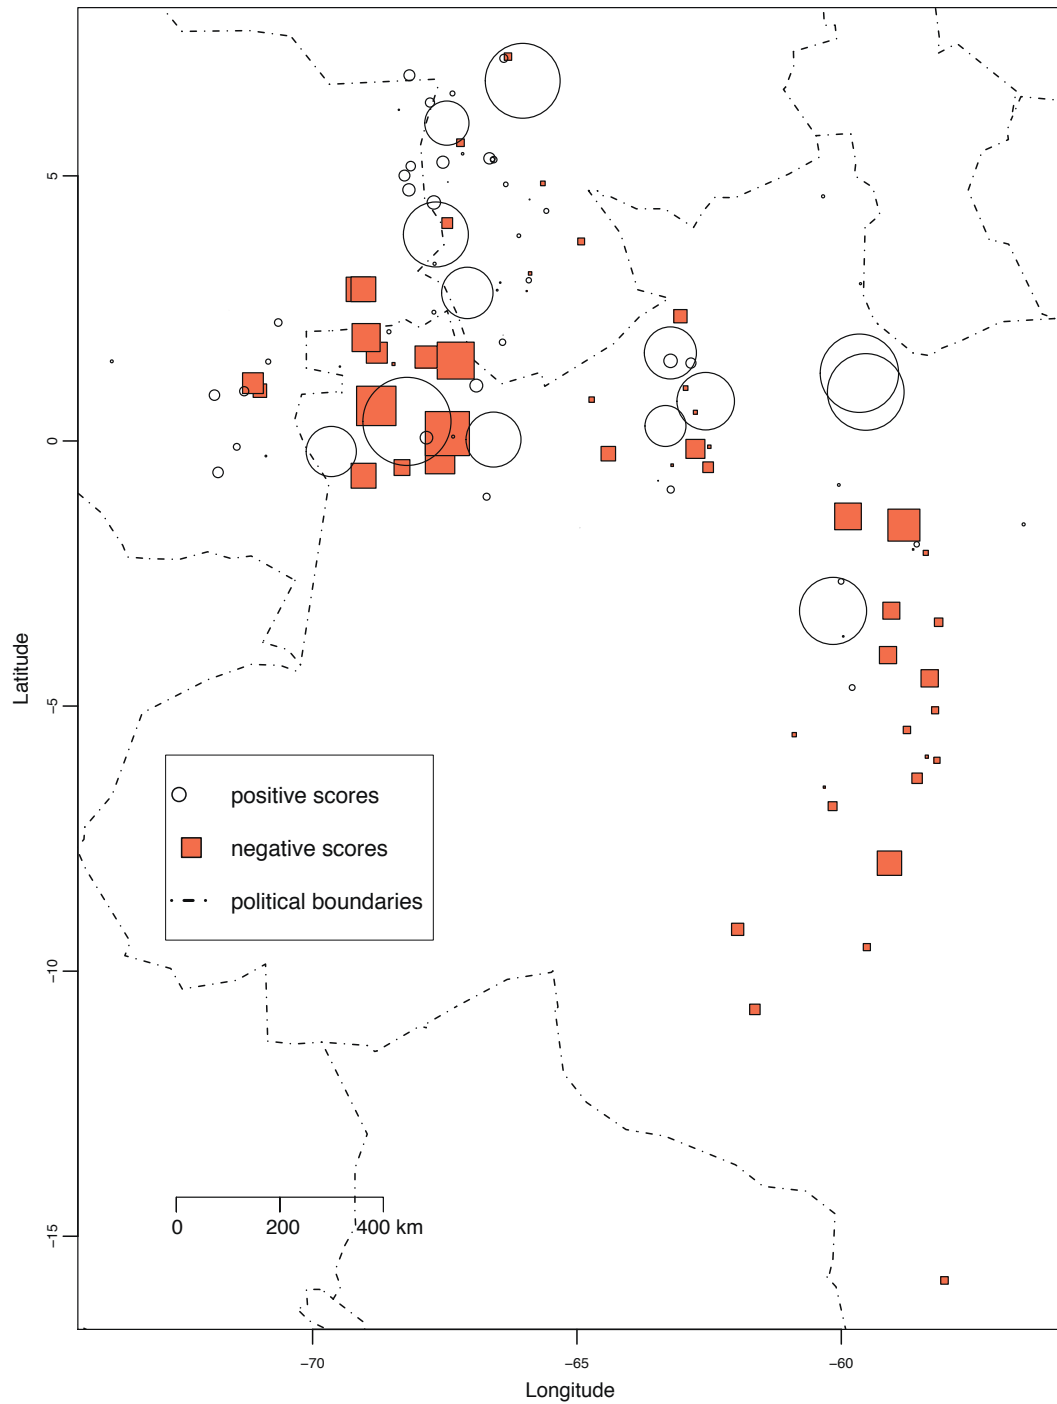 5
0
Latitude
-5
positive scores
negative scores
political boundaries
-10
0 200 400 km
-15
-70 -65 -60
Longitude